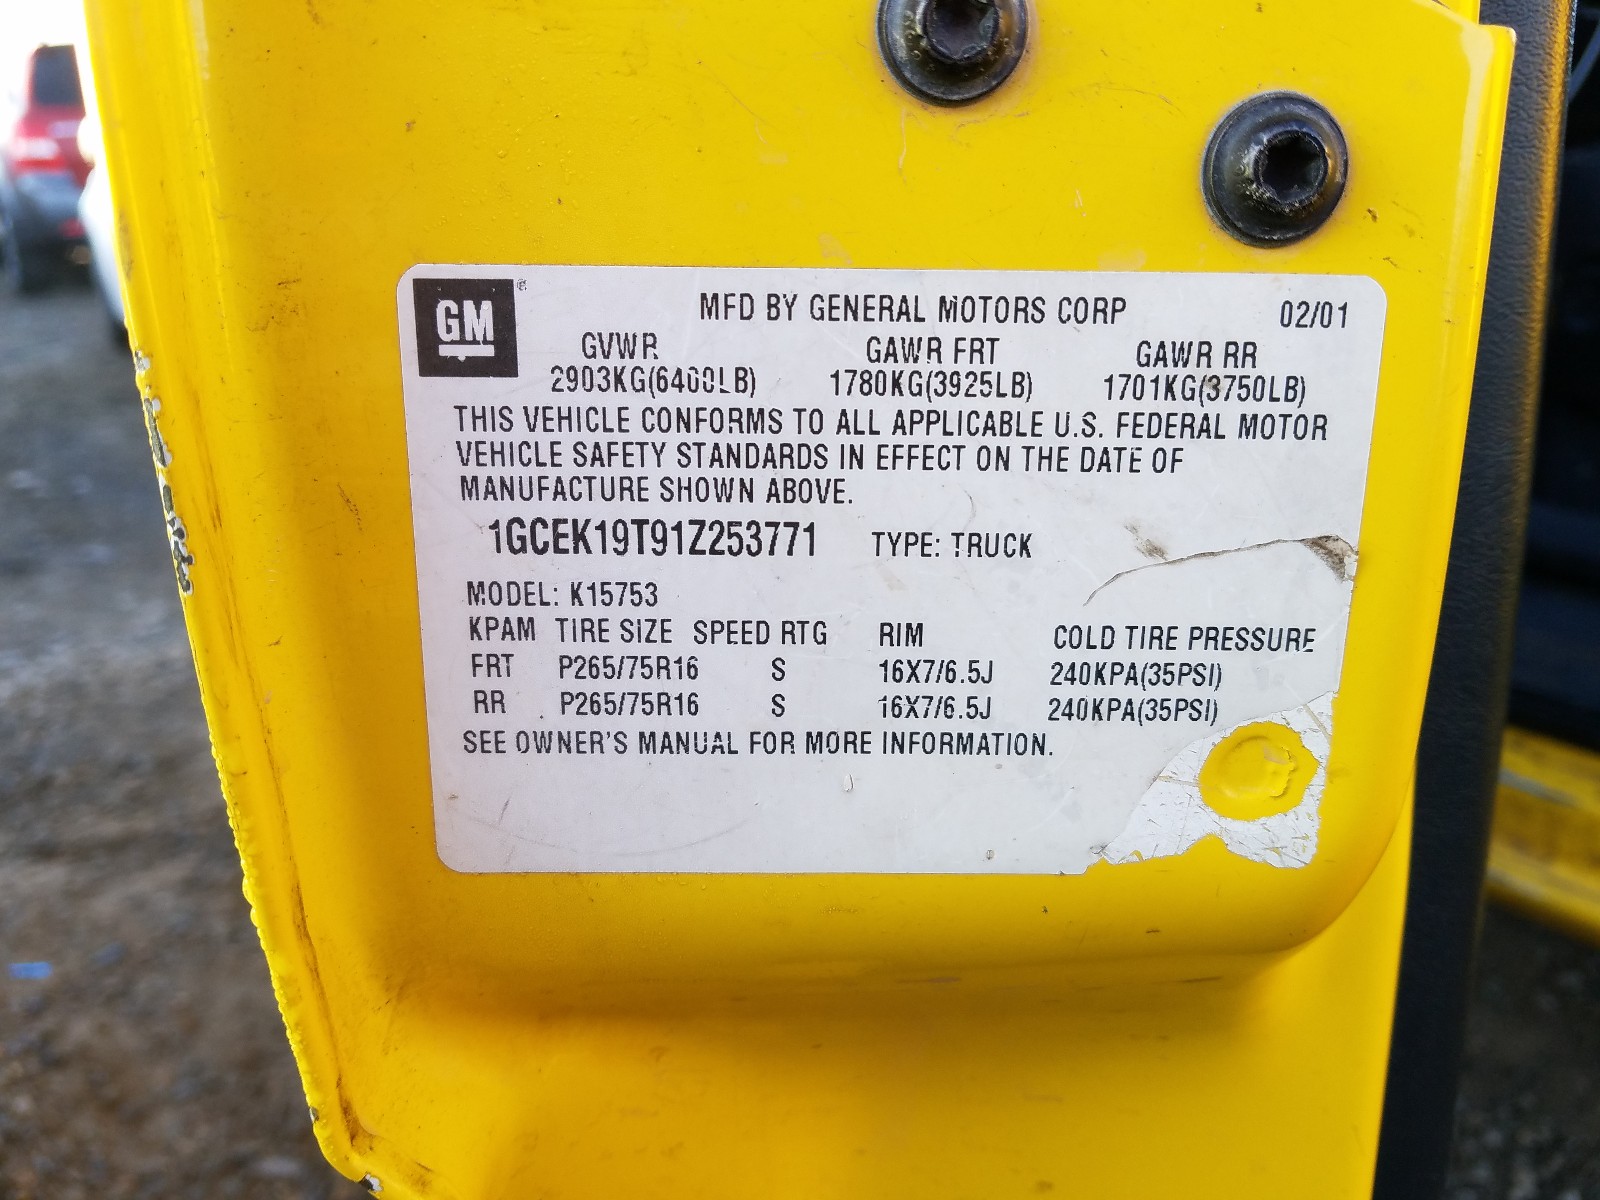 GM ®
MFD BY GENERAL MOTORS CORP 02/01
GVWR GAWR FRT GAWR RR
2903KG(6400LB) 1780KG(3925LB) 1701KG(3750LB)
THIS VEHICLE CONFORMS TO ALL APPLICABLE U.S. FEDERAL MOTOR
VEHICLE SAFETY STANDARDS IN EFFECT ON THE DATE OF
MANUFACTURE SHOWN ABOVE.
1GCEK19T91Z253771 TYPE: TRUCK
MODEL: K15753
KPAM TIRE SIZE SPEED RTG RIM COLD TIRE PRESSURE
FRT P265/75R16 S 16X7/6.5J 240KPA(35PSI)
RR P265/75R16 S 16X7/6.5J 240KPA(35PSI)
SEE OWNER'S MANUAL FOR MORE INFORMATION.